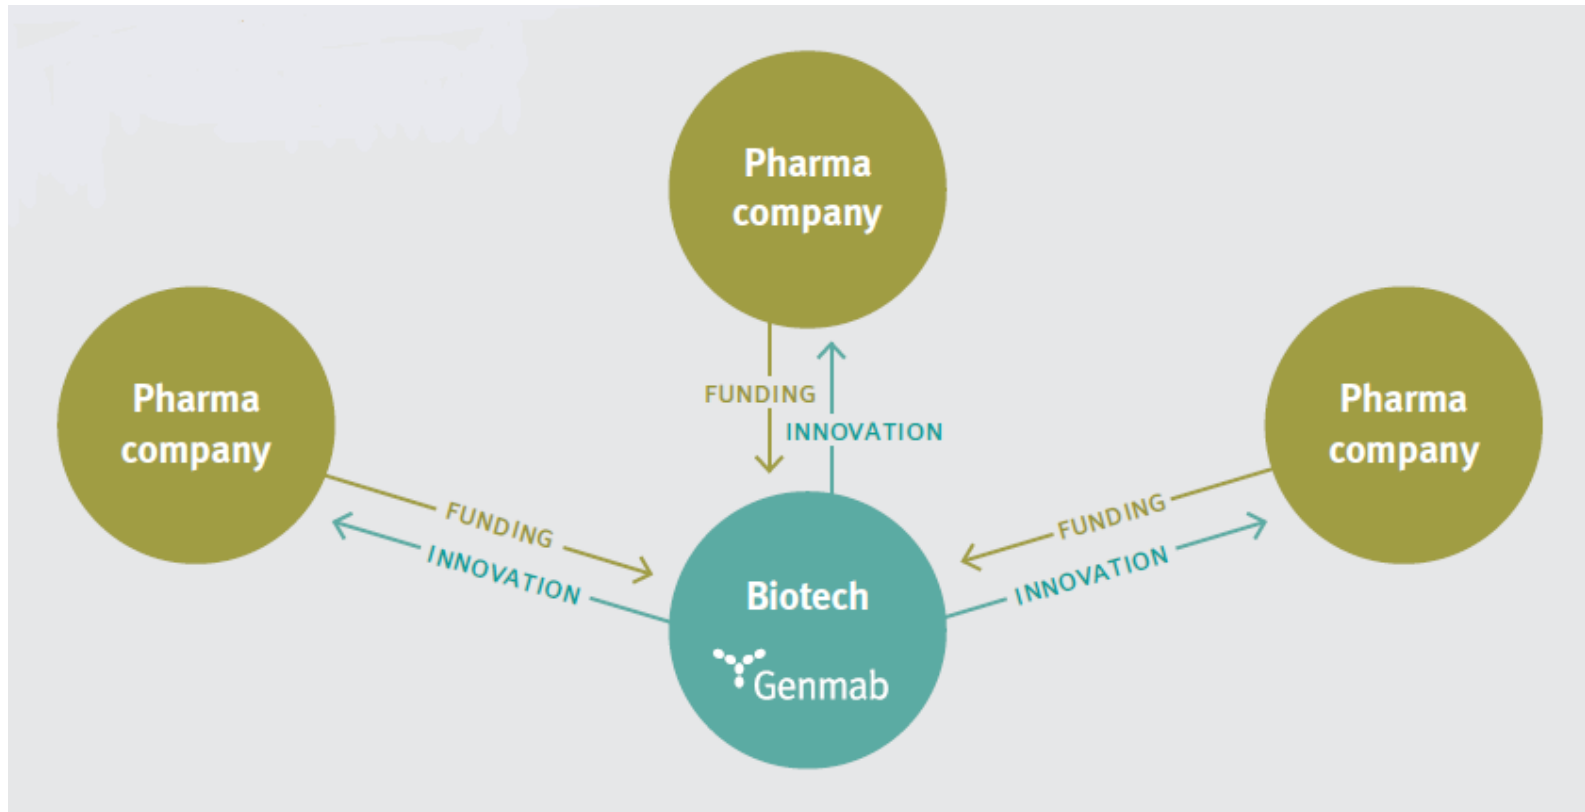 Pharma
company
FUNDING
INNOVATION
Pharma
company
FUNDING
INNOVATION
Pharma
company
FUNDING
INNOVATION
Biotech
Genmab